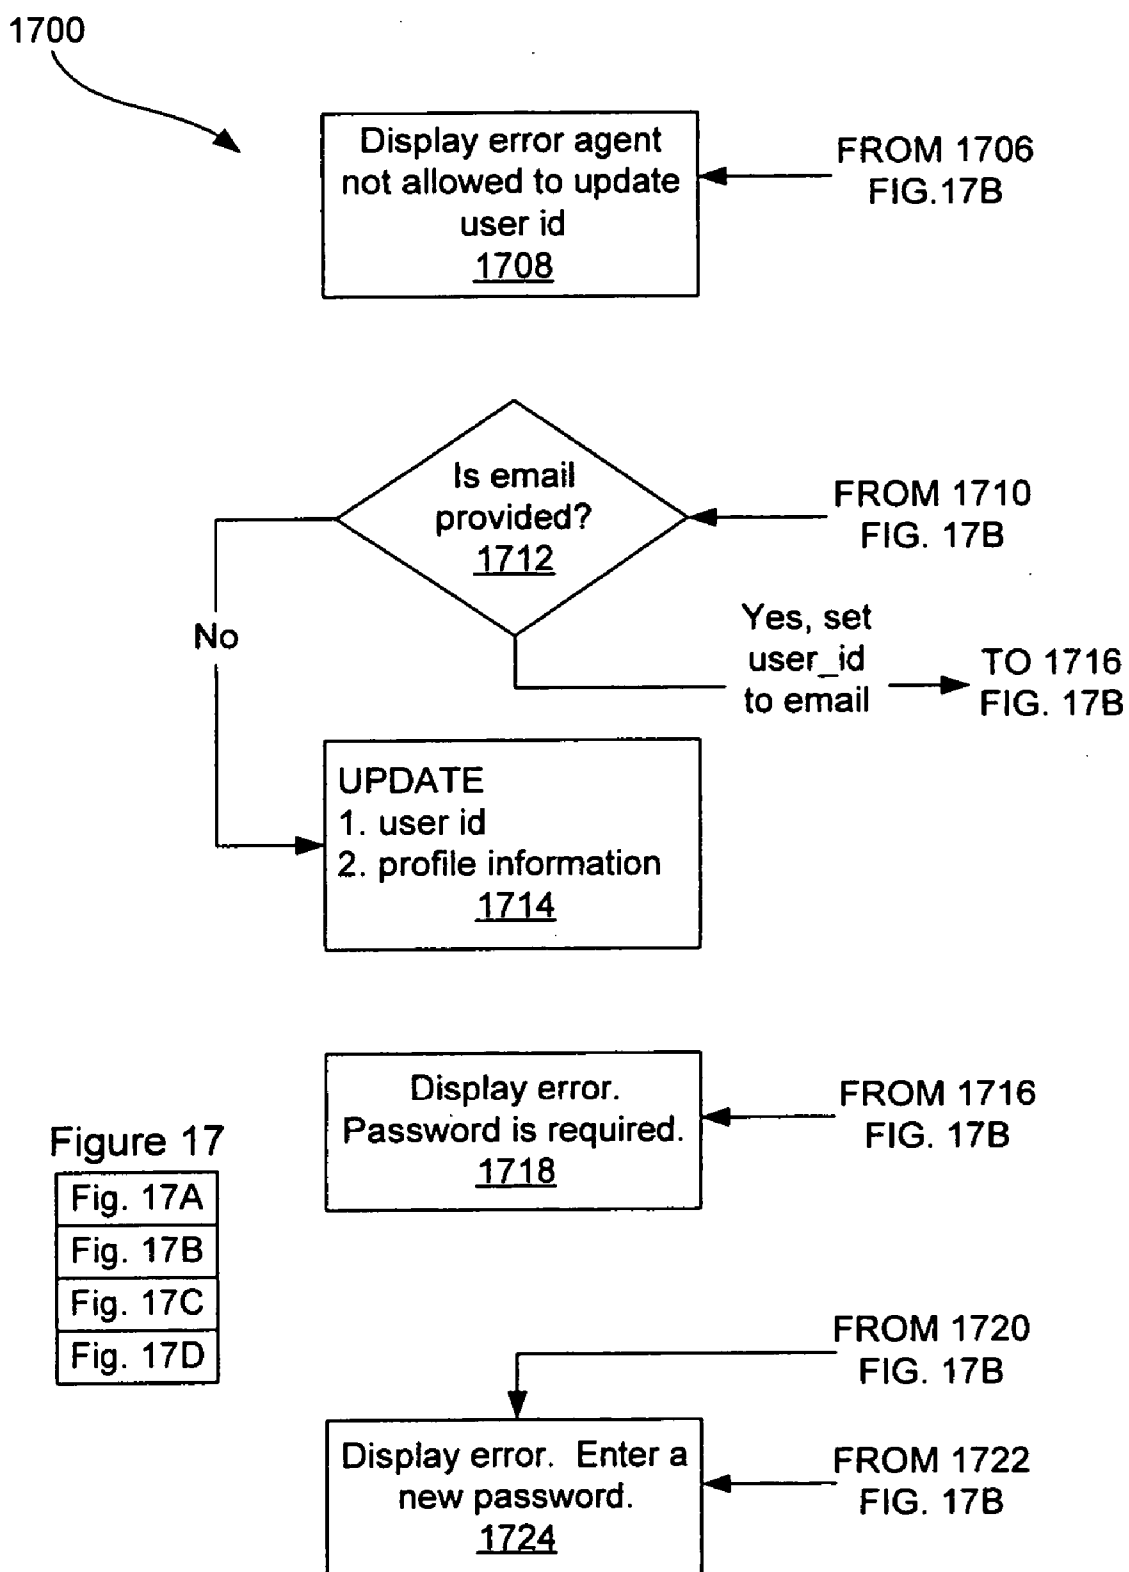 1700
Display error agent
not allowed to update
user id
1708
FROM 1706
FIG.17B
Is email
provided?
1712
FROM 1710
FIG. 17B
No
Yes, set
user_id
to email
TO 1716
FIG. 17B
UPDATE
1. user id
2. profile information
1714
Display error.
Password is required.
1718
FROM 1716
FIG. 17B
Figure 17
Fig. 17A
Fig. 17B
Fig. 17C
Fig. 17D
FROM 1720
FIG. 17B
Display error. Enter a
new password.
1724
FROM 1722
FIG. 17B